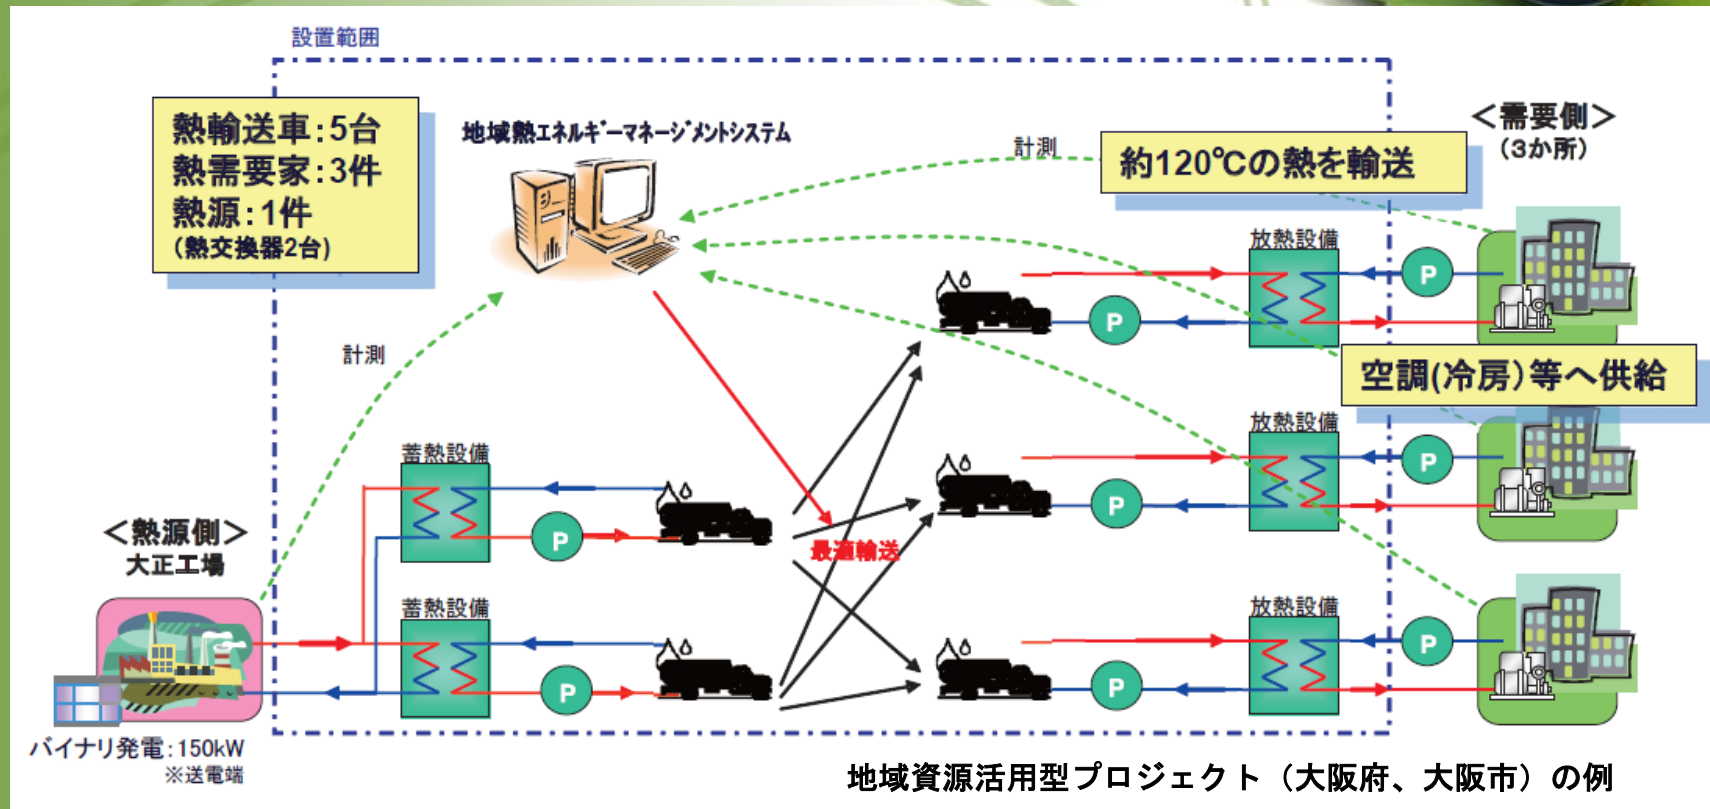 設置範囲
熱輸送車:5台
熱需要家:3件
熱源:1件
(熱交換器2台)
地域熱エネルギーマネージメントシステム
計測
約120℃の熱を輸送
＜需要側＞
(3か所)
放熱設備
P
P
空調(冷房)等へ供給
計測
放熱設備
P
P
蓄熱設備
P
最適輸送
＜熱源側＞
大正工場
蓄熱設備
P
放熱設備
P
P
バイナリ発電:150kW
※送電端
地域資源活用型プロジェクト（大阪府、大阪市）の例